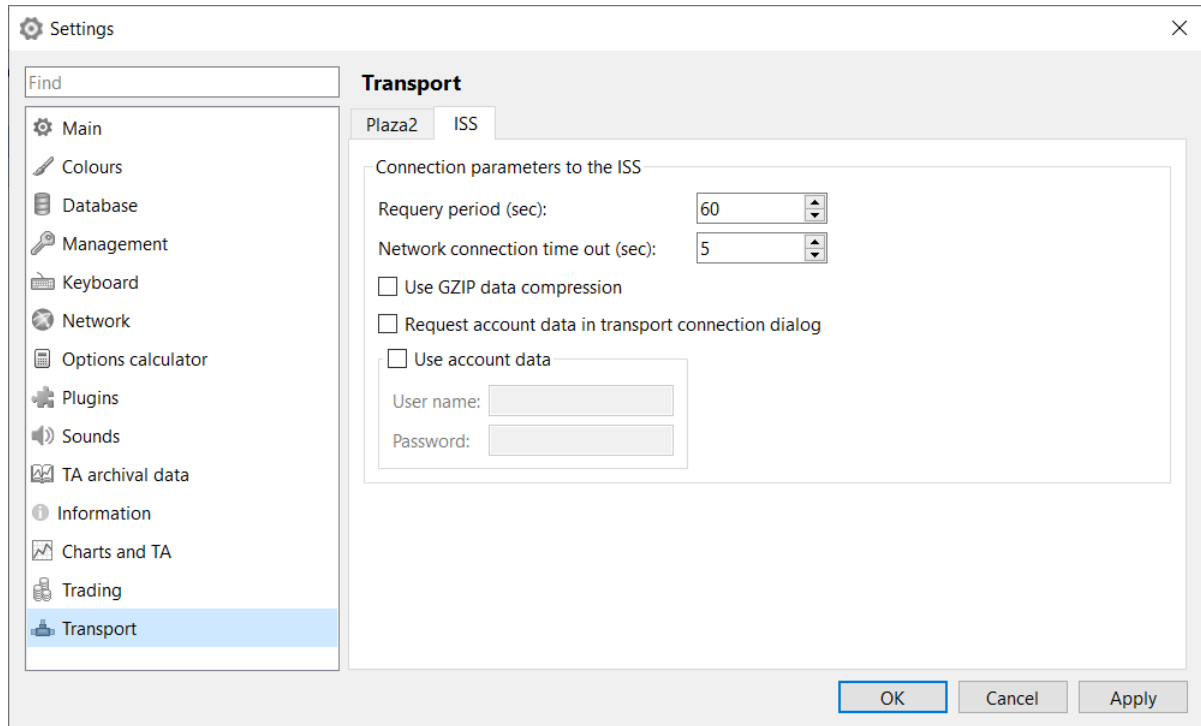 Settings
Find
Main
Colours
Database
Management
Keyboard
Network
Options calculator
Plugins
Sounds
TA archival data
Information
Charts and TA
Trading
Transport
Transport
Plaza2 ISS
Connection parameters to the ISS
Requery period (sec): 60
Network connection time out (sec): 5
Use GZIP data compression
Request account data in transport connection dialog
Use account data
User name:
Password:
OK Cancel Apply